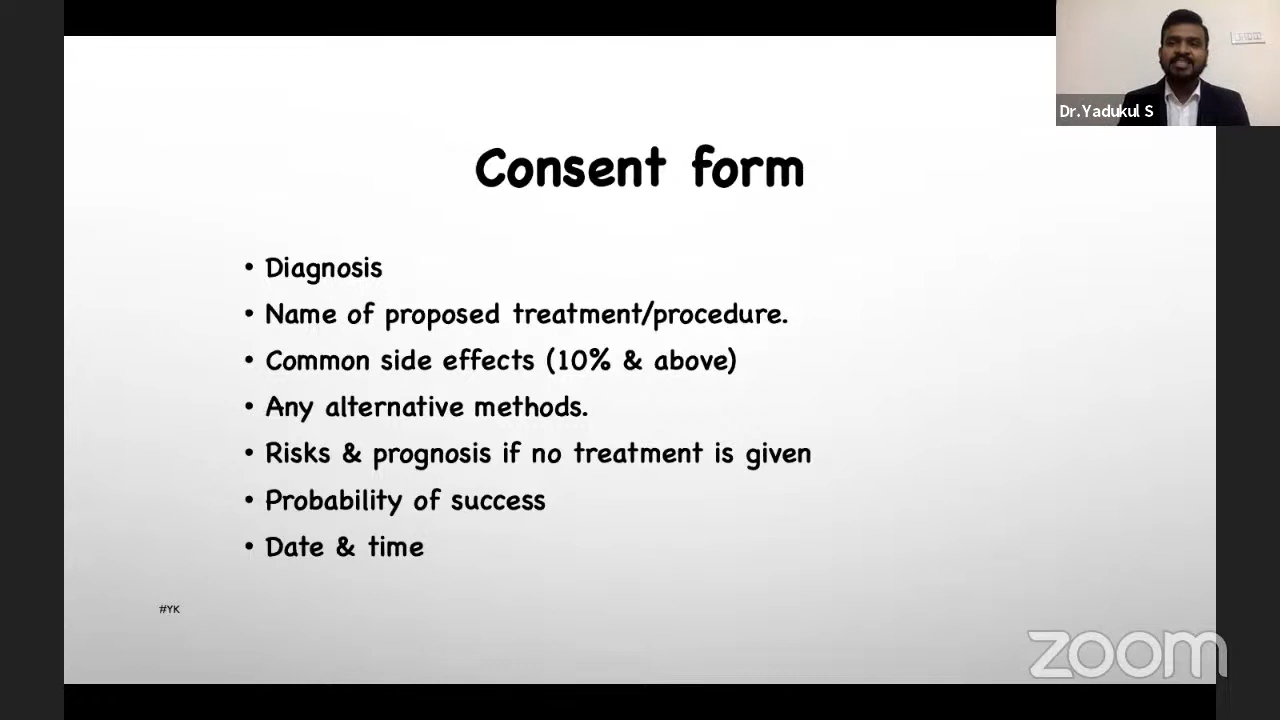 Dr.Yadukul S
Consent form
• Diagnosis
• Name of proposed treatment/procedure.
• Common side effects (10% & above)
• Any alternative methods.
• Risks & prognosis if no treatment is given
• Probability of success
• Date & time
#YK
zoom